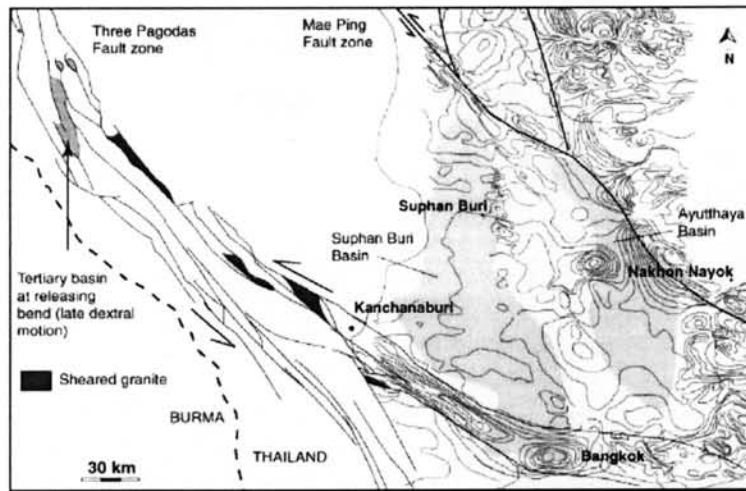 Three Pagodas
Fault zone
Mae Ping
Fault zone
N
Suphan Buri
Ayutthaya
Basin
Suphan Buri
Basin
Nakhon Nayok
Tertiary basin
at releasing
bend (late dextral
motion)
Kanchanaburi
Sheared granite
BURMA
THAILAND
Bangkok
30 km